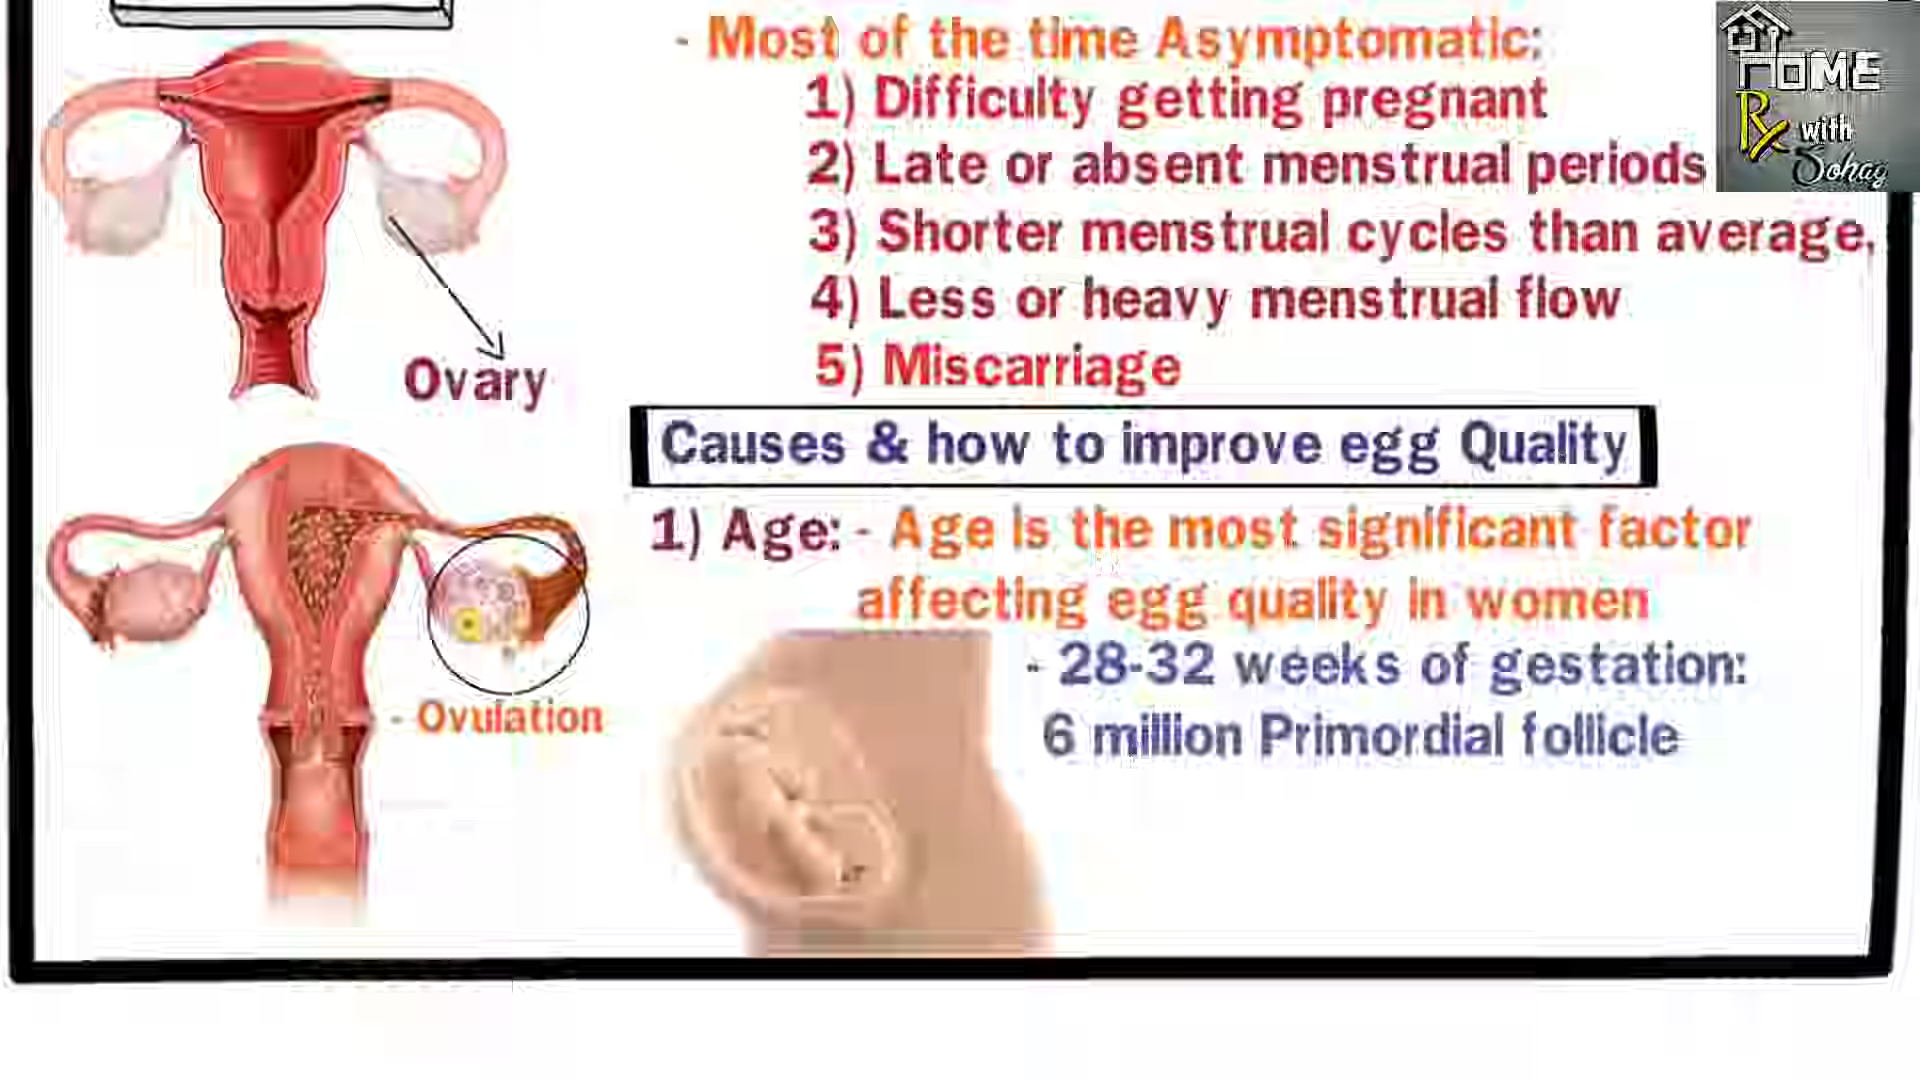 - Most of the time Asymptomatic:
1) Difficulty getting pregnant
2) Late or absent menstrual periods
3) Shorter menstrual cycles than average,
4) Less or heavy menstrual flow
5) Miscarriage
HOME
Rx with
Sohag
Ovary
Causes & how to improve egg Quality
1) Age: - Age is the most significant factor
affecting egg quality in women
- 28-32 weeks of gestation:
6 million Primordial follicle
- Ovulation